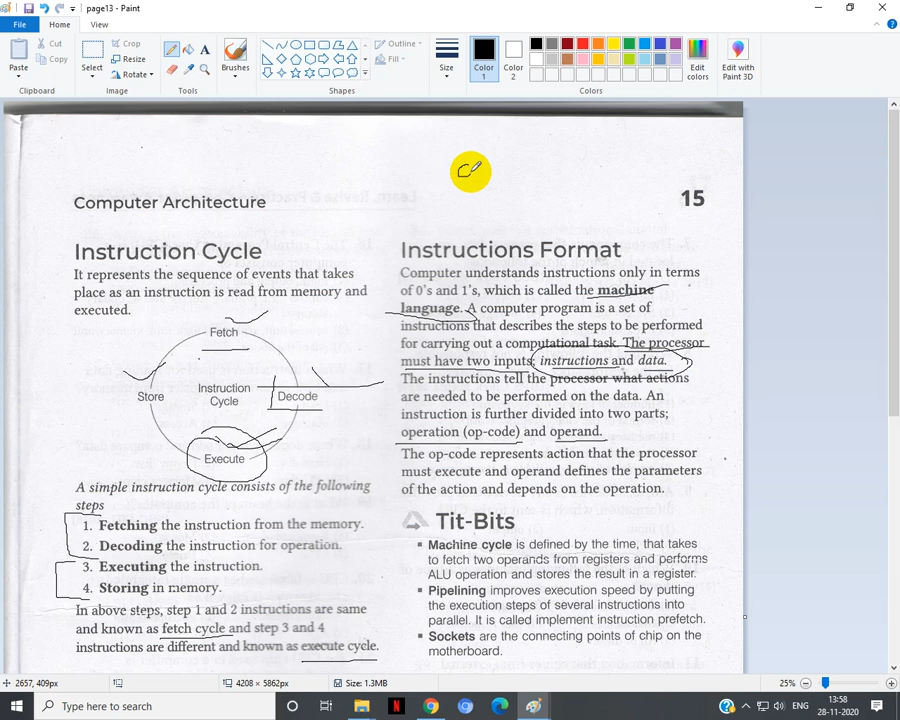 page13 - Paint
File
Home
View
Paste
Cut
Copy
Clipboard
Select
Crop
Resize
Rotate
Image
A
Tools
Brushes
Shapes
Outline
Fill
Size
Color 1
Color 2
Edit colors
Colors
Edit with Paint 3D
Computer Architecture
15
Instruction Cycle
It represents the sequence of events that takes
place as an instruction is read from memory and
executed.
Fetch
Store
Instruction
Cycle
Decode
Execute
A simple instruction cycle consists of the following
steps
1. Fetching the instruction from the memory.
2. Decoding the instruction for operation.
3. Executing the instruction.
4. Storing in memory.
In above steps, step 1 and 2 instructions are same
and known as fetch cycle and step 3 and 4
instructions are different and known as execute cycle.
Instructions Format
Computer understands instructions only in terms
of 0's and 1's, which is called the machine
language. A computer program is a set of
instructions that describes the steps to be performed
for carrying out a computational task. The processor
must have two inputs; instructions and data.
The instructions tell the processor what actions
are needed to be performed on the data. An
instruction is further divided into two parts;
operation (op-code) and operand.
The op-code represents action that the processor
must execute and operand defines the parameters
of the action and depends on the operation.
Tit-Bits
▪ Machine cycle is defined by the time, that takes
to fetch two operands from registers and performs
ALU operation and stores the result in a register.
▪ Pipelining improves execution speed by putting
the execution steps of several instructions into
parallel. It is called implement instruction prefetch.
▪ Sockets are the connecting points of chip on the
motherboard.
2657, 409px
4208 × 5862px
Size: 1.3MB
25%
Type here to search
ENG
13:58
28-11-2020